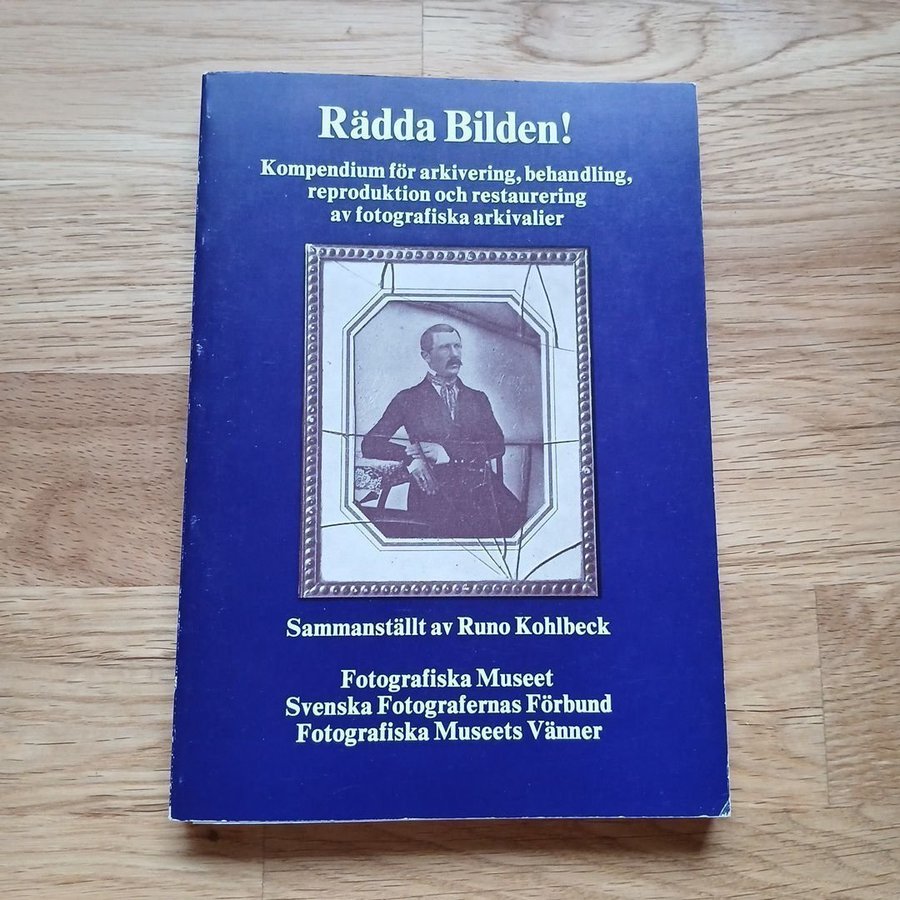 Rädda Bilden!
Kompendium för arkivering, behandling,
reproduktion och restaurering
av fotografiska arkivalier
Sammanställt av Runo Kohlbeck
Fotografiska Museet
Svenska Fotografernas Förbund
Fotografiska Museets Vänner